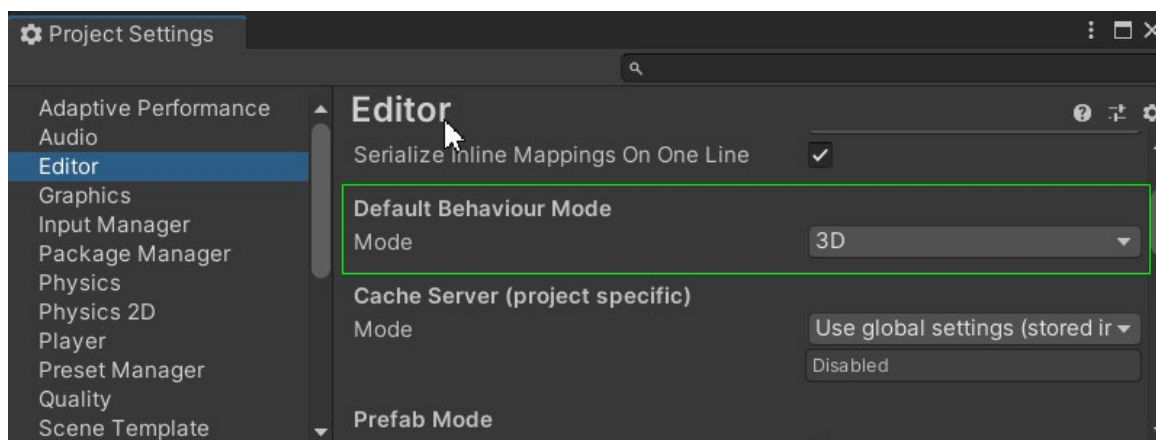 Project Settings
Adaptive Performance
Audio
Editor
Graphics
Input Manager
Package Manager
Physics
Physics 2D
Player
Preset Manager
Quality
Scene Template
Editor
Serialize Inline Mappings On One Line
Default Behaviour Mode
Mode 3D
Cache Server (project specific)
Mode Use global settings (stored ir
Disabled
Prefab Mode